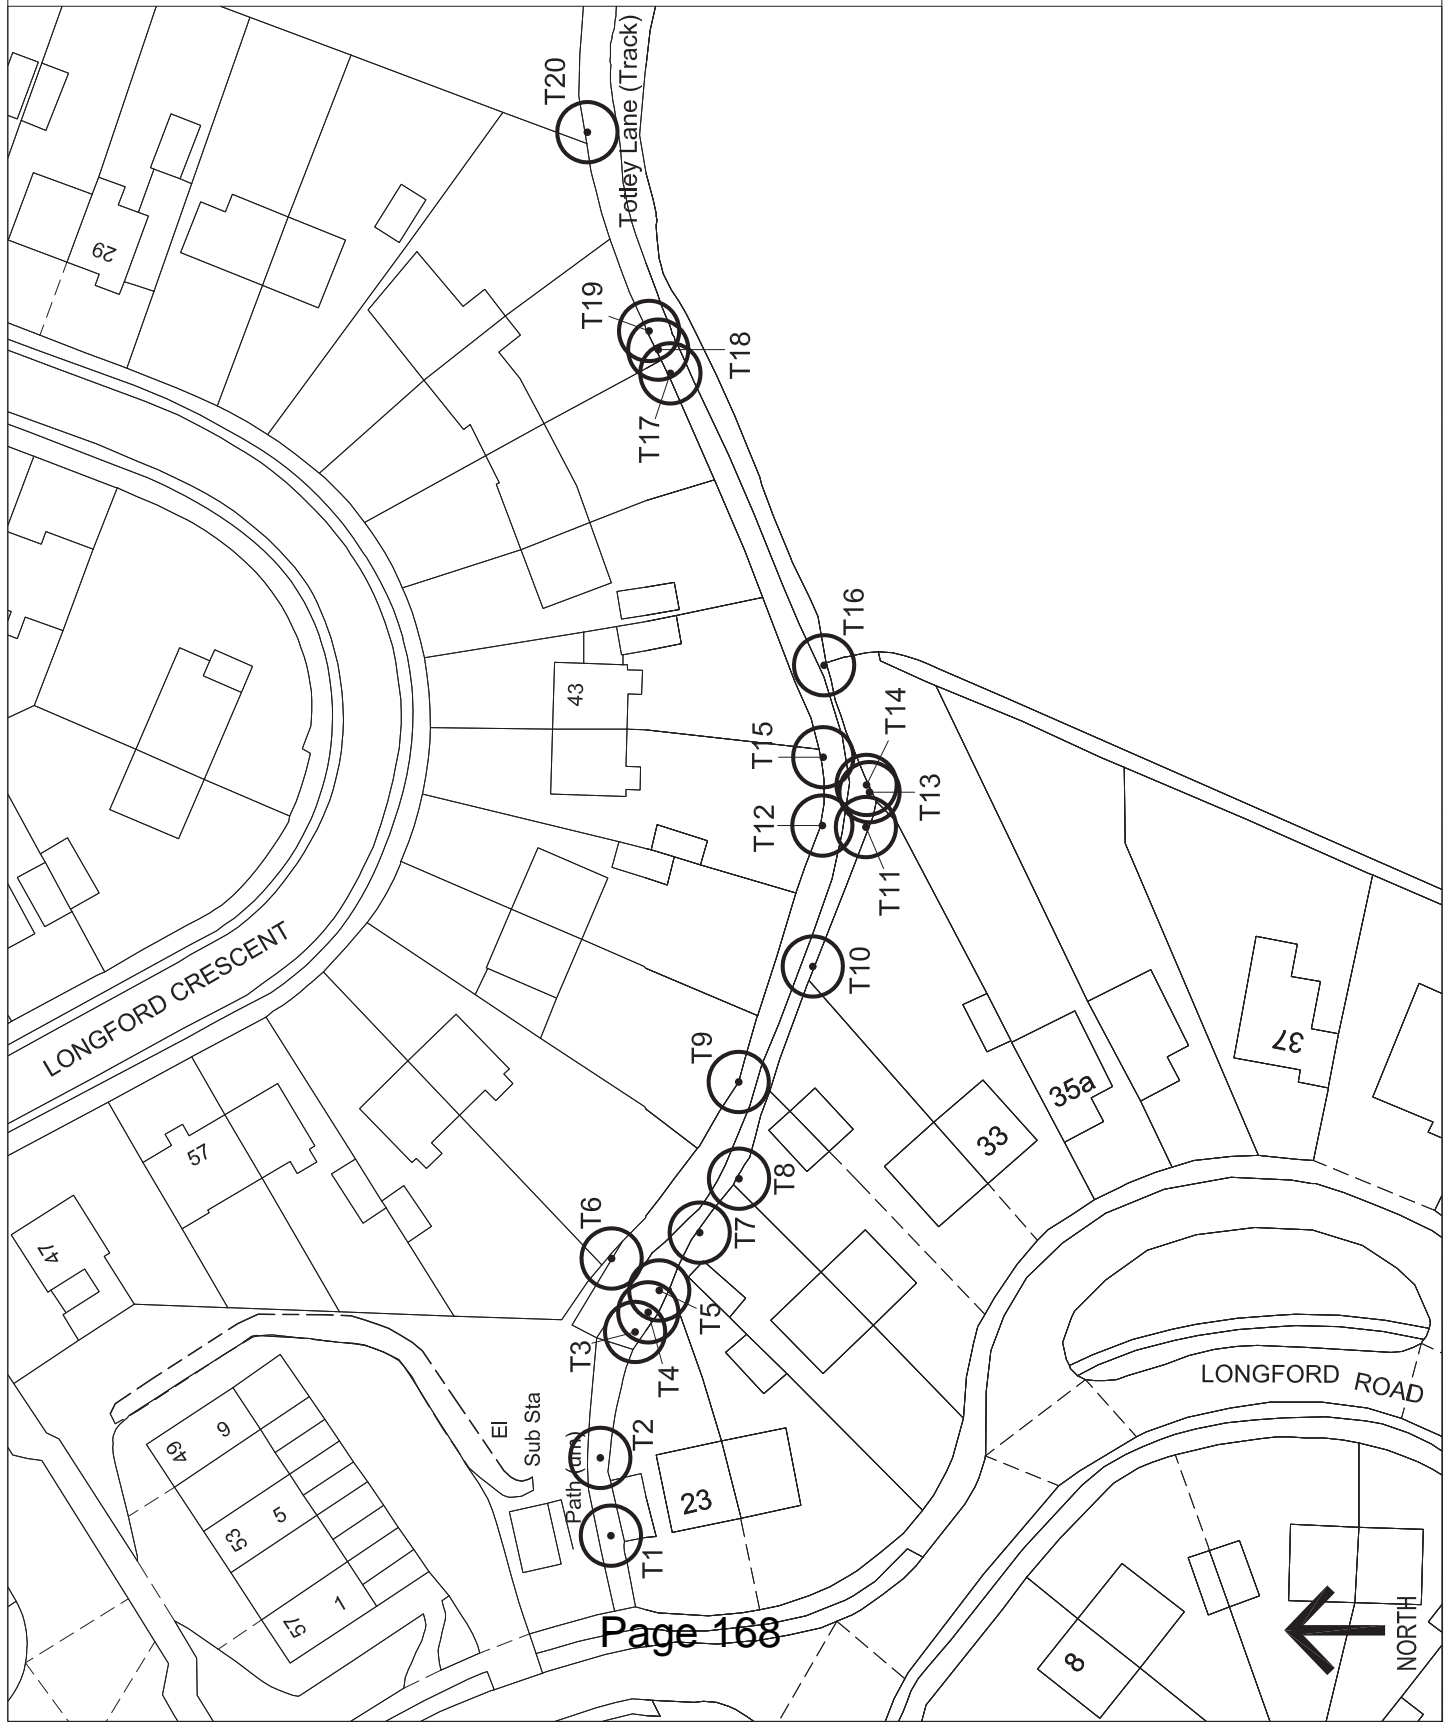 T20
Totley Lane (Track)
29
T19
T18
T17
T16
43
T14
T15
T13
T12
T11
LONGFORD CRESCENT
T10
T9
37
35a
33
57
T8
T6
T7
47
T5
T3
T4
LONGFORD ROAD
El
Sub Sta
T2
Path (um)
49
6
53
5
23
T1
57
1
Page 168
8
NORTH